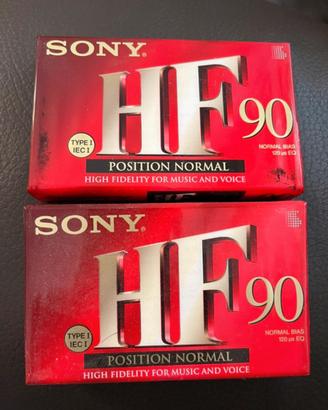 SONY
HF 90
TYPE I
IEC I
NORMAL BIAS
120 µs EQ
POSITION NORMAL
HIGH FIDELITY FOR MUSIC AND VOICE
SONY
HF 90
TYPE I
IEC I
NORMAL BIAS
120 µs EQ
POSITION NORMAL
HIGH FIDELITY FOR MUSIC AND VOICE